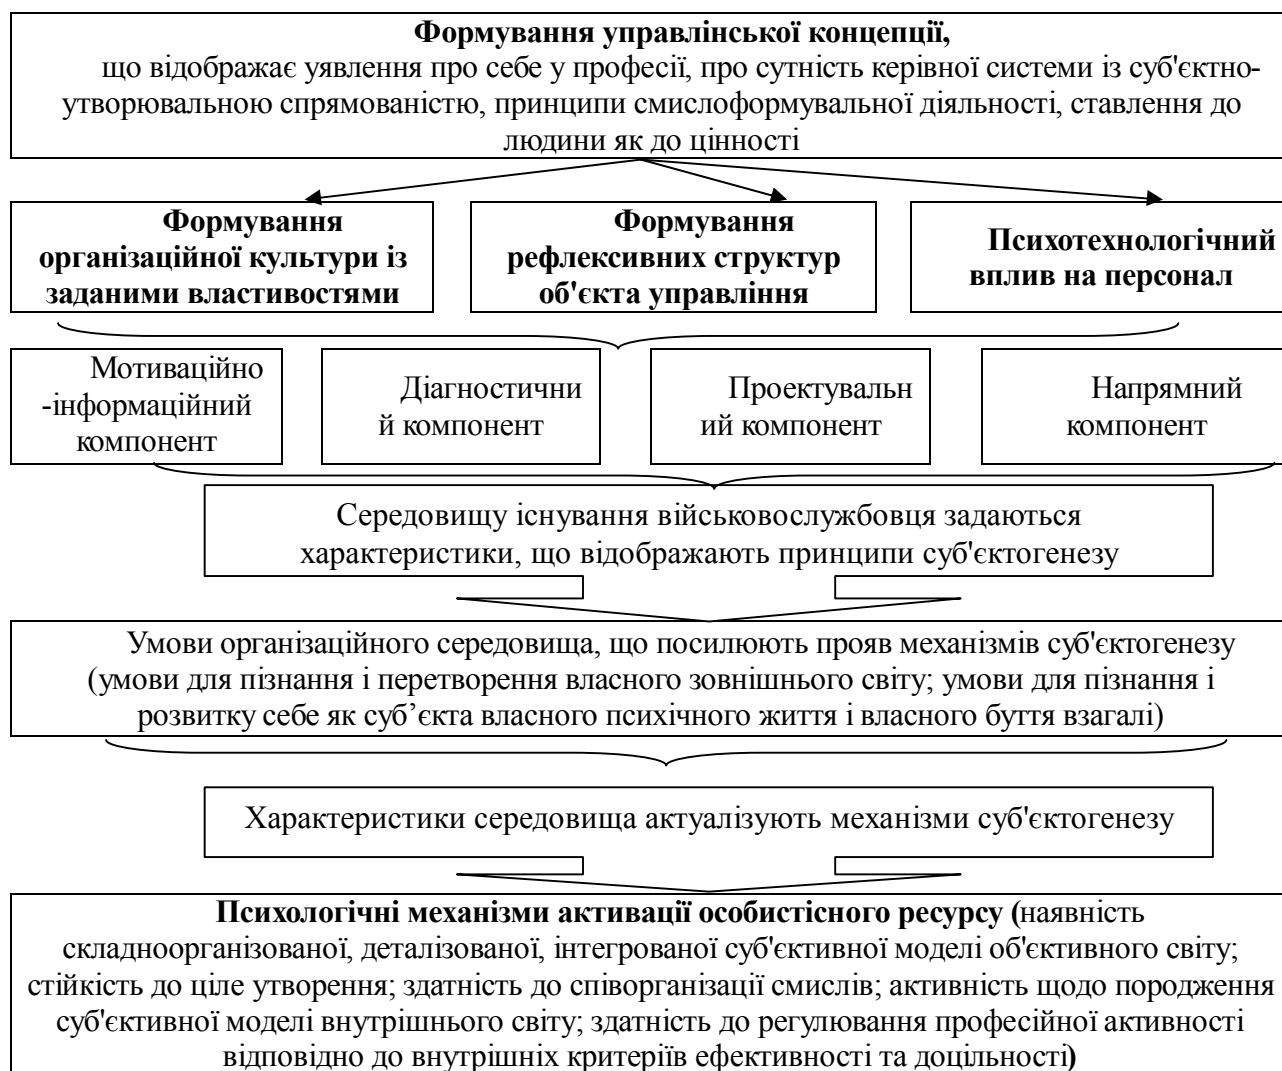 Формування управлінської концепції,
що відображає уявлення про себе у професії, про сутність керівної системи із суб'єктно-
утворювальною спрямованістю, принципи смислоформувальної діяльності, ставлення до
людини як до цінності
Формування
організаційної культури із
заданими властивостями
Формування
рефлексивних структур
об'єкта управління
Психотехнологічний
вплив на персонал
Мотиваційно
-інформаційний
компонент
Діагностични
й компонент
Проектувальн
ий компонент
Напрямний
компонент
Середовищу існування військовослужбовця задаються
характеристики, що відображають принципи суб'єктогенезу
Умови організаційного середовища, що посилюють прояв механізмів суб'єктогенезу
(умови для пізнання і перетворення власного зовнішнього світу; умови для пізнання і
розвитку себе як суб’єкта власного психічного життя і власного буття взагалі)
Характеристики середовища актуалізують механізми суб'єктогенезу
Психологічні механізми активації особистісного ресурсу (наявність
складноорганізованої, деталізованої, інтегрованої суб'єктивної моделі об'єктивного світу;
стійкість до ціле утворення; здатність до співорганізації смислів; активність щодо породження
суб'єктивної моделі внутрішнього світу; здатність до регулювання професійної активності
відповідно до внутрішніх критеріїв ефективності та доцільності)